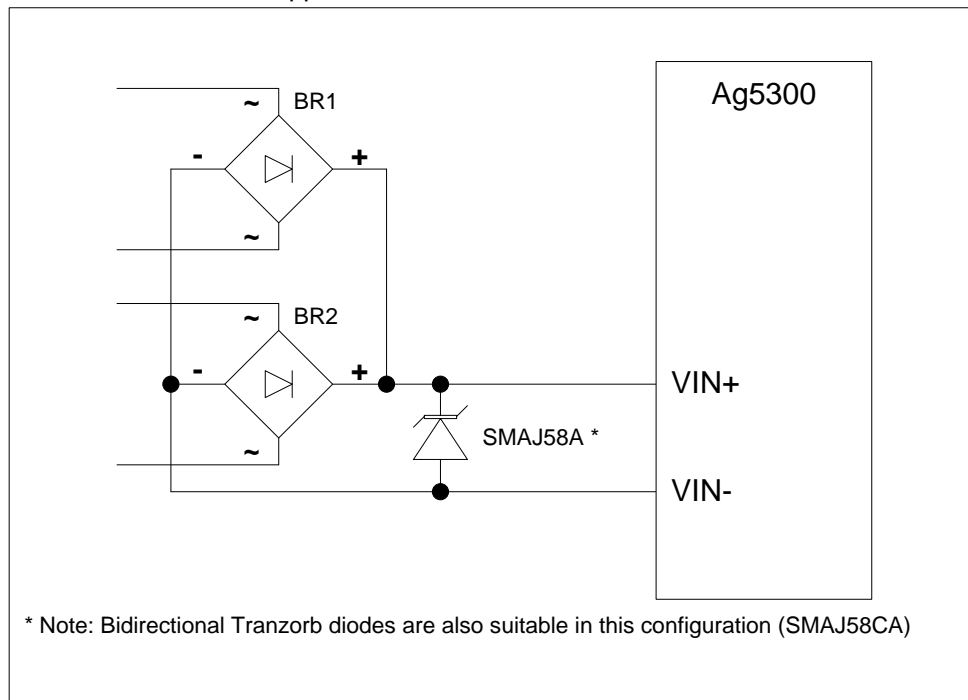 Ag5300
~ BR1
- +
~
~ BR2
- +
~
VIN+
SMAJ58A *
VIN-
* Note: Bidirectional Tranzorb diodes are also suitable in this configuration (SMAJ58CA)